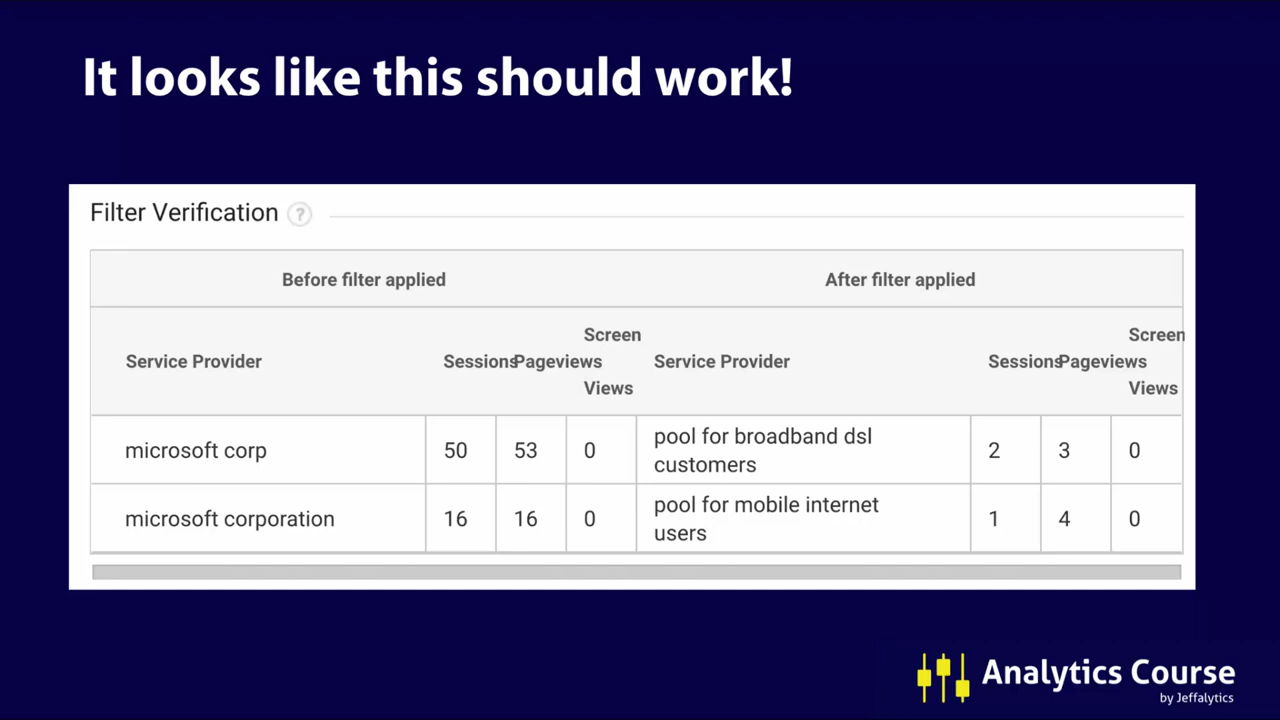 It looks like this should work!
Filter Verification ?
Before filter applied After filter applied
Service Provider Sessions Pageviews Screen Views Service Provider Sessions Pageviews Screen Views
microsoft corp 50 53 0 pool for broadband dsl customers 2 3 0
microsoft corporation 16 16 0 pool for mobile internet users 1 4 0
Analytics Course
by Jeffalytics